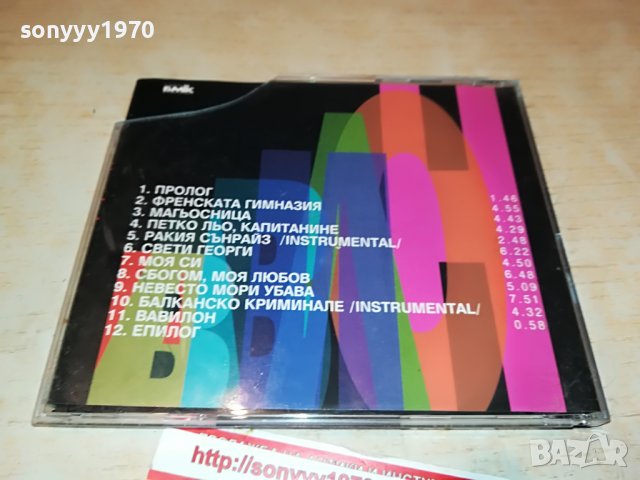 sonyyy1970
БМК
1. ПРОЛОГ 1.46
2. ФРЕНСКАТА ГИМНАЗИЯ 4.55
3. МАГЬОСНИЦА 4.43
4. ПЕТКО ЛЬО, КАПИТАНИНЕ 4.29
5. РАКИЯ СЪНРАЙЗ /INSTRUMENTAL/ 2.48
6. СВЕТИ ГЕОРГИ 6.22
7. МОЯ СИ 4.50
8. СБОГОМ, МОЯ ЛЮБОВ 6.48
9. НЕВЕСТО МОРИ УБАВА 5.09
10. БАЛКАНСКО КРИМИНАЛЕ /INSTRUMENTAL/ 7.51
11. ВАВИЛОН 4.32
12. ЕПИЛОГ 0.58
http://sonyyy1970
sonyyy1970
BAZAR